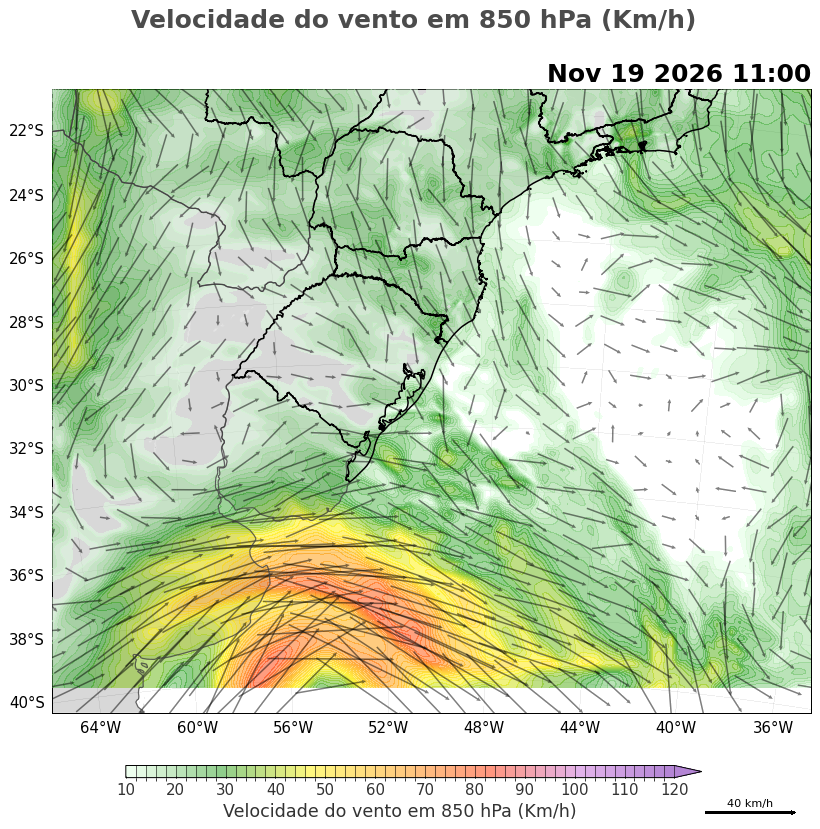 Velocidade do vento em 850 hPa (Km/h)
Nov 19 2026 11:00
22°S
24°S
26°S
28°S
30°S
32°S
34°S
36°S
38°S
40°S
64°W 60°W 56°W 52°W 48°W 44°W 40°W 36°W
10 20 30 40 50 60 70 80 90 100 110 120
Velocidade do vento em 850 hPa (Km/h)
40 km/h